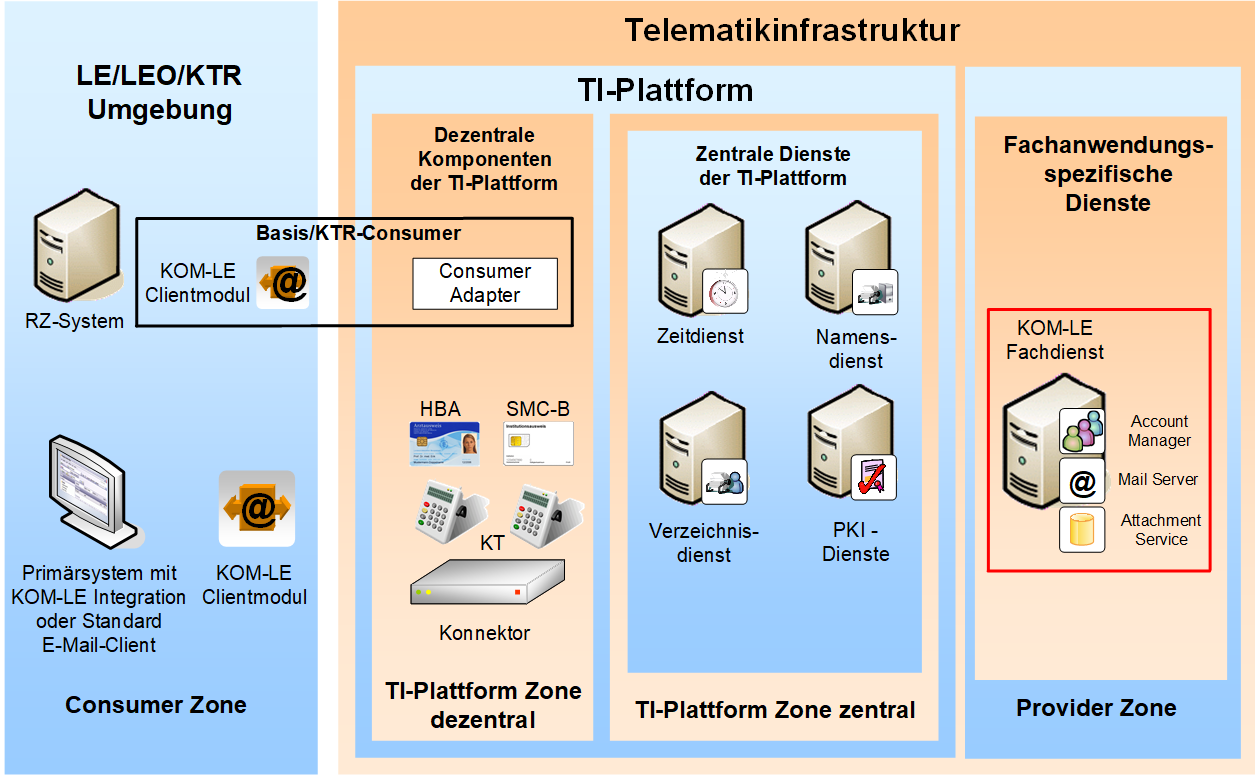 Telematikinfrastruktur
LE/LEO/KTR
Umgebung
TI-Plattform
Dezentrale
Komponenten
der TI-Plattform
Zentrale Dienste
der TI-Plattform
Fachanwendungs-
spezifische
Dienste
Basis/KTR-Consumer
KOM-LE
Clientmodul
@
Consumer
Adapter
RZ-System
Zeitdienst
Namens-
dienst
KOM-LE
Fachdienst
Account
Manager
@
Mail Server
Attachment
Service
HBA
SMC-B
Arztausweis
Institutionsausweis
KT
Konnektor
Verzeichnis-
dienst
PKI -
Dienste
@
Primärsystem mit
KOM-LE Integration
oder Standard
E-Mail-Client
KOM-LE
Clientmodul
Consumer Zone
TI-Plattform Zone
dezentral
TI-Plattform Zone zentral
Provider Zone